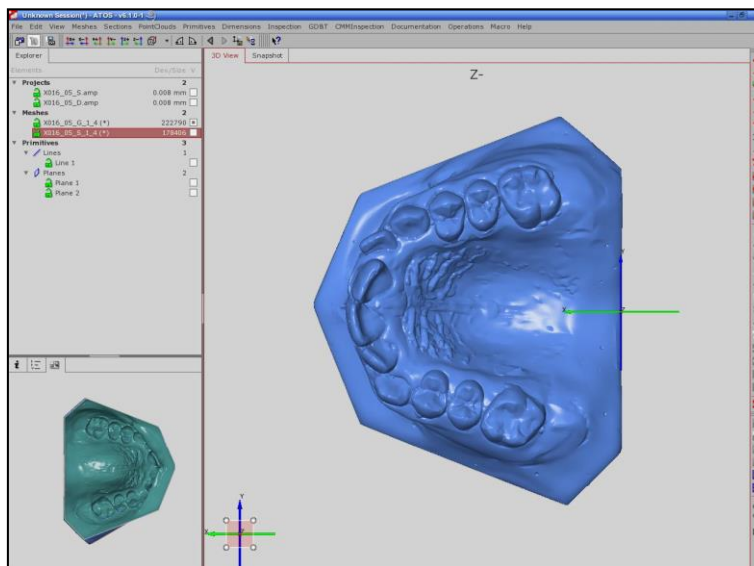 Unknown Session(*) - ATOS - v6.1.0-1
File Edit View Meshes Sections PointClouds Primitives Dimensions Inspection GD&T CMMInspection Documentation Operations Macro Help
Explorer
3D View Snapshot
Elements Des/Size V
Projects 2
X016_05_S.amp 0.008 mm
X016_05_D.amp 0.008 mm
Meshes 2
X016_05_G_1_4 (*) 222790
X016_05_S_1_4 (*) 178406
Primitives 3
Lines 1
Line 1
Planes 2
Plane 1
Plane 2
Z-
Y
X
Y
X